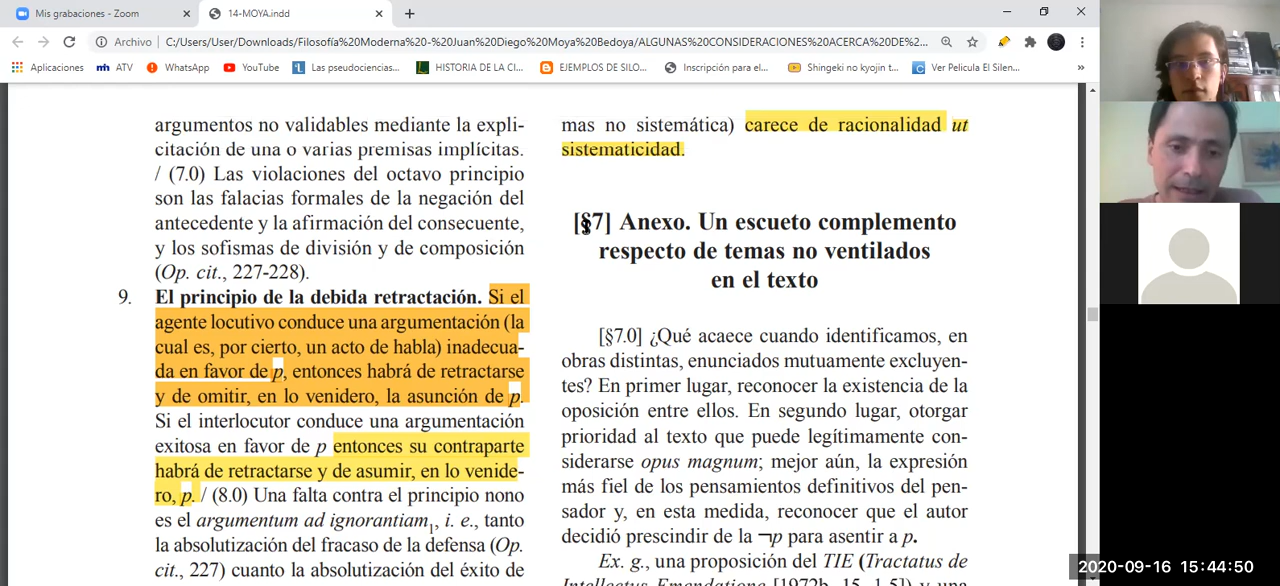 Mis grabaciones - Zoom
14-MOYA.indd
Archivo
C:/Users/User/Downloads/Filosofía%20Moderna%20-%20Juan%20Diego%20Moya%20Bedoya/ALGUNAS%20CONSIDERACIONES%20ACERCA%20DE%2...
Aplicaciones
ATV
WhatsApp
YouTube
Las pseudociencias...
HISTORIA DE LA CI...
EJEMPLOS DE SILO...
Inscripción para el...
Shingeki no kyojin t...
Ver Pelicula El Silen...
»
argumentos no validables mediante la expli-
citación de una o varias premisas implícitas.
/ (7.0) Las violaciones del octavo principio
son las falacias formales de la negación del
antecedente y la afirmación del consecuente,
y los sofismas de división y de composición
(Op. cit., 227-228).
9. El principio de la debida retractación. Si el
agente locutivo conduce una argumentación (la
cual es, por cierto, un acto de habla) inadecua-
da en favor de p, entonces habrá de retractarse
y de omitir, en lo venidero, la asunción de p.
Si el interlocutor conduce una argumentación
exitosa en favor de p entonces su contraparte
habrá de retractarse y de asumir, en lo venide-
ro, p. / (8.0) Una falta contra el principio nono
es el argumentum ad ignorantiam1, i. e., tanto
la absolutización del fracaso de la defensa (Op.
cit., 227) cuanto la absolutización del éxito de
mas no sistemática) carece de racionalidad ut
sistematicidad.
[§7] Anexo. Un escueto complemento
respecto de temas no ventilados
en el texto
[§7.0] ¿Qué acaece cuando identificamos, en
obras distintas, enunciados mutuamente excluyen-
tes? En primer lugar, reconocer la existencia de la
oposición entre ellos. En segundo lugar, otorgar
prioridad al texto que puede legítimamente con-
siderarse opus magnum; mejor aún, la expresión
más fiel de los pensamientos definitivos del pen-
sador y, en esta medida, reconocer que el autor
decidió prescindir de la ¬p para asentir a p.
Ex. g., una proposición del TIE (Tractatus de
Intellectus Emendatione [1972b, 15, 1.5]) y una
2020-09-16 15:44:50